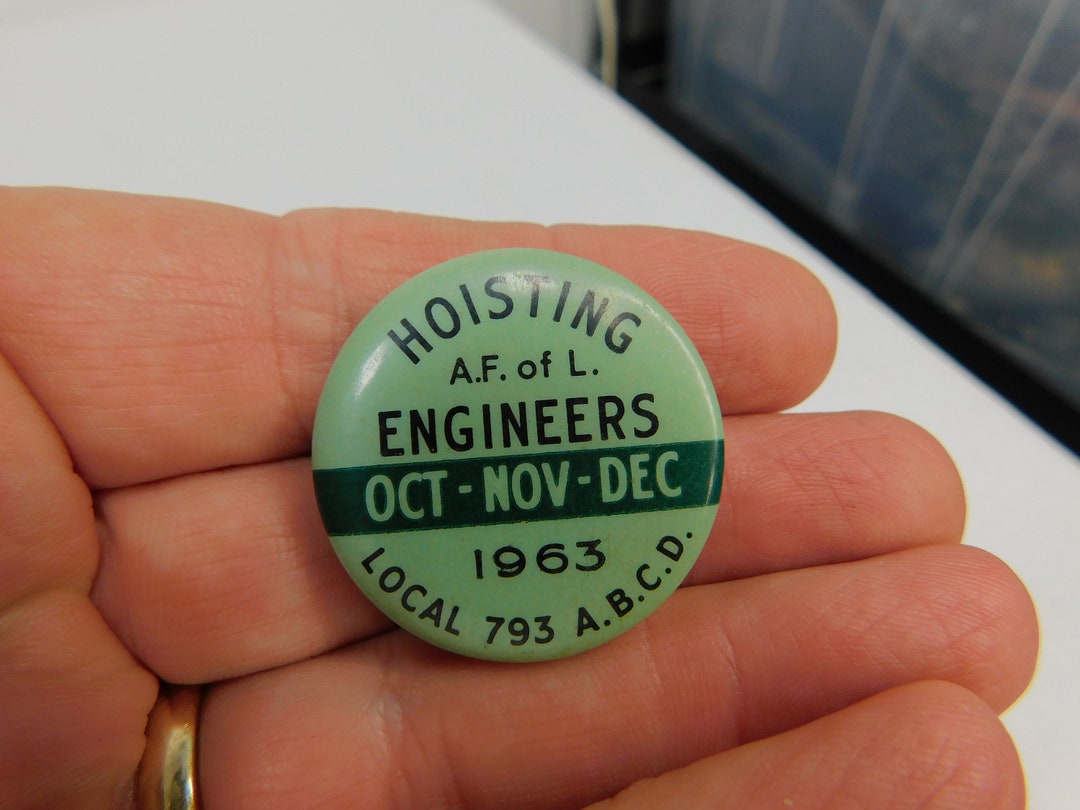 HOISTING
A.F. of L.
ENGINEERS
OCT - NOV - DEC
1963
LOCAL 793 A.B.C.D.